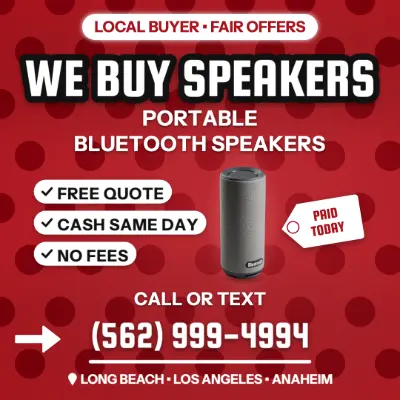 LOCAL BUYER • FAIR OFFERS
WE BUY SPEAKERS
PORTABLE
BLUETOOTH SPEAKERS
FREE QUOTE
CASH SAME DAY
NO FEES
PAID
TODAY
CALL OR TEXT
(562) 999-4994
LONG BEACH • LOS ANGELES • ANAHEIM